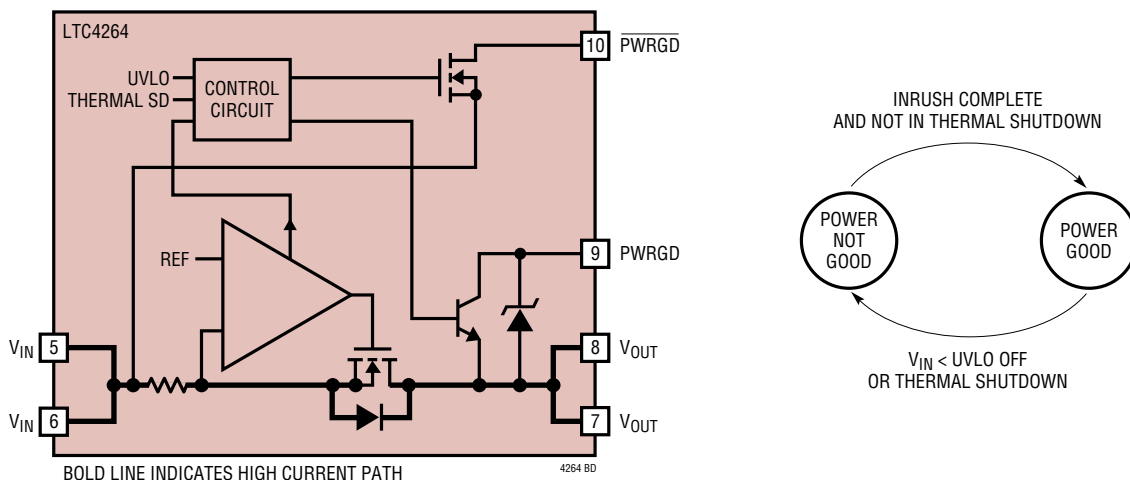 LTC4264
UVLO
THERMAL SD
CONTROL
CIRCUIT
10 PWRGD
REF
9 PWRGD
VIN 5
8 VOUT
VIN 6
7 VOUT
BOLD LINE INDICATES HIGH CURRENT PATH
4264 BD
INRUSH COMPLETE
AND NOT IN THERMAL SHUTDOWN
POWER
NOT
GOOD
POWER
GOOD
VIN < UVLO OFF
OR THERMAL SHUTDOWN